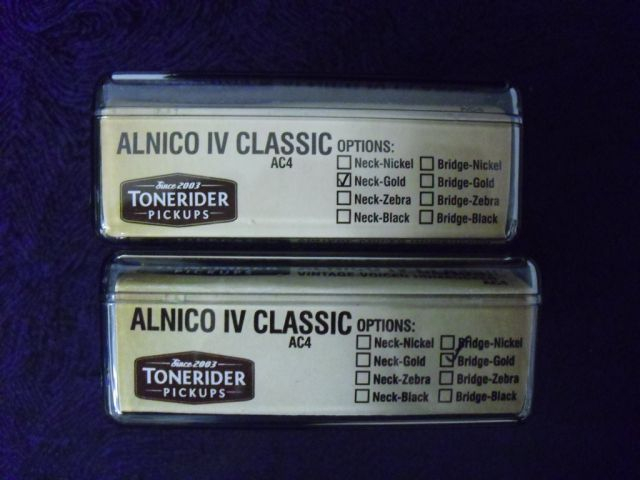 ALNICO IV CLASSIC
AC4
OPTIONS:
Neck-Nickel Bridge-Nickel
Neck-Gold Bridge-Gold
Neck-Zebra Bridge-Zebra
Neck-Black Bridge-Black
Since 2003
TONERIDER
PICKUPS
PICKUPS
AC4
ALNICO IV CLASSIC
AC4
OPTIONS:
Neck-Nickel Bridge-Nickel
Neck-Gold Bridge-Gold
Neck-Zebra Bridge-Zebra
Neck-Black Bridge-Black
Since 2003
TONERIDER
PICKUPS